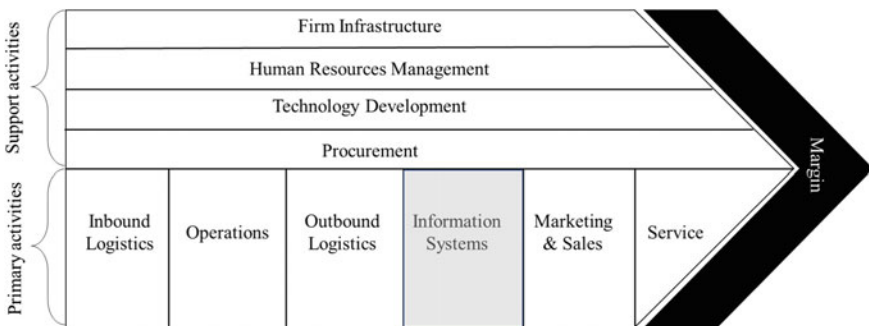 Support activities
Firm Infrastructure
Human Resources Management
Technology Development
Procurement
Margin
Primary activities
Inbound
Logistics
Operations
Outbound
Logistics
Information
Systems
Marketing
& Sales
Service